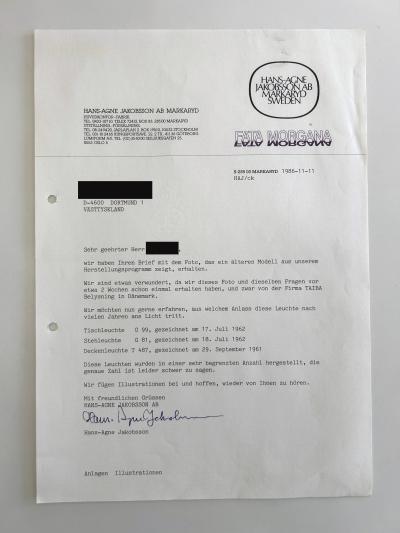 HANS-AGNE JAKOBSSON AB MARKARYD
HANS-AGNE
JAKOBSSON AB
MARKARYD
SWEDEN
FATA MORGANA
S-285 00 MARKARYD 1986-11-11
HAJ/ck
D-4600 DORTMUND 1
VÄSTTYSKLAND
Sehr geehrter Herr ,
wir haben Ihren Brief mit dem Foto, das ein älteres Modell aus unserem
Herstellungsprogramm zeigt, erhalten.
Wir sind etwas verwundert, da wir dieses Foto und dieselben Fragen vor
etwa 2 Wochen schon einmal erhalten haben, und zwar von der Firma TAIBA
Belysning in Dänemark.
Wir möchten nun gerne erfahren, aus welchem Anlass diese Leuchte nach
vielen Jahren ans Licht tritt.
Tischleuchte G 99, gezeichnet am 17. Juli 1962
Stehleuchte G 81, gezeichnet am 18. Juli 1962
Deckenleuchte T 487, gezeichnet am 29. September 1961
Diese Leuchten wurden in einer sehr begrenzten Anzahl hergestellt, die
genaue Zahl ist leider schwer zu sagen.
Wir fügen Illustrationen bei und hoffen, wieder von Ihnen zu hören.
Mit freundlichen Grüssen
HANS-AGNE JAKOBSSON AB
Hans-Agne Jakobsson
Hans-Agne Jakobsson
Anlagen Illustrationen